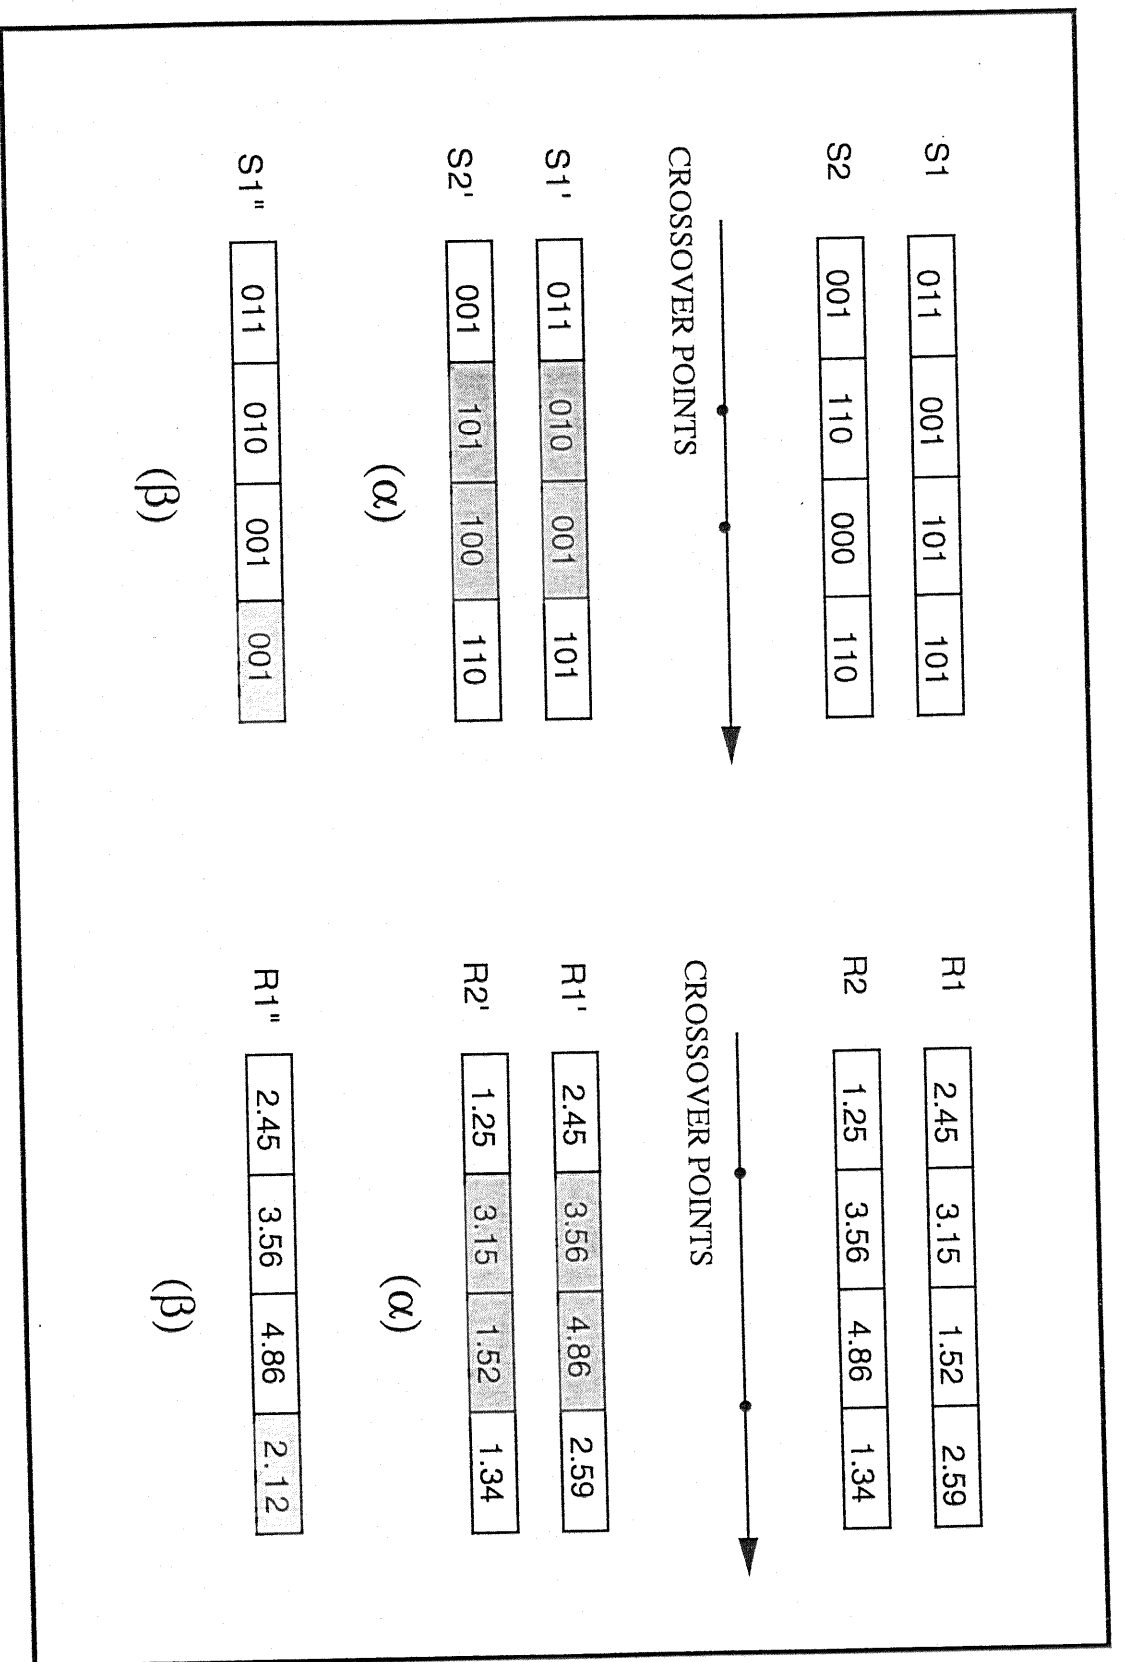 S1 011 001 101 101
S2 001 110 000 110
CROSSOVER POINTS
S1' 011 010 001 101
S2' 001 101 100 110
(α)
S1" 011 010 001 001
(β)
R1 2.45 3.15 1.52 2.59
R2 1.25 3.56 4.86 1.34
CROSSOVER POINTS
R1' 2.45 3.56 4.86 2.59
R2' 1.25 3.15 1.52 1.34
(α)
R1" 2.45 3.56 4.86 2.12
(β)